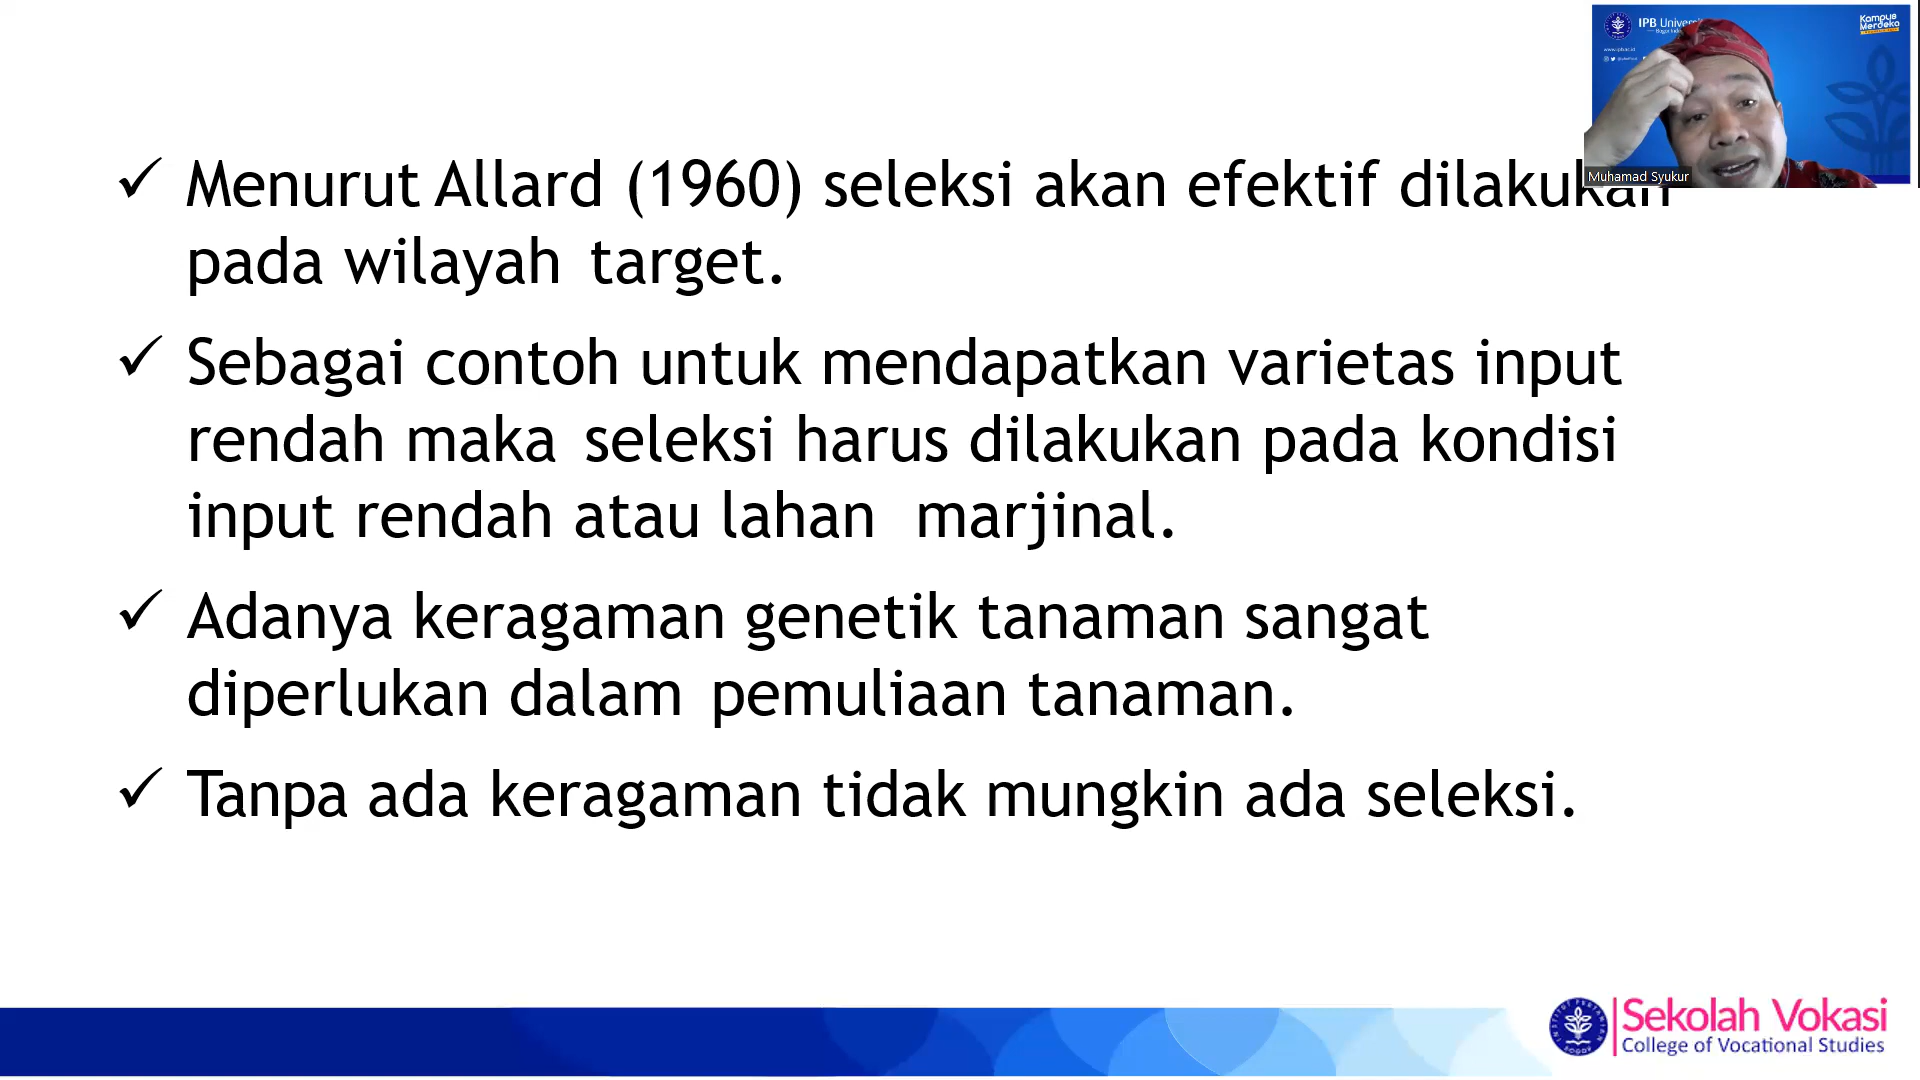 IPB Univer
Kampus
Merdeka
Muhamad Syukur
✓ Menurut Allard (1960) seleksi akan efektif dilakukan
pada wilayah target.
✓ Sebagai contoh untuk mendapatkan varietas input
rendah maka seleksi harus dilakukan pada kondisi
input rendah atau lahan marjinal.
✓ Adanya keragaman genetik tanaman sangat
diperlukan dalam pemuliaan tanaman.
✓ Tanpa ada keragaman tidak mungkin ada seleksi.
Sekolah Vokasi
College of Vocational Studies